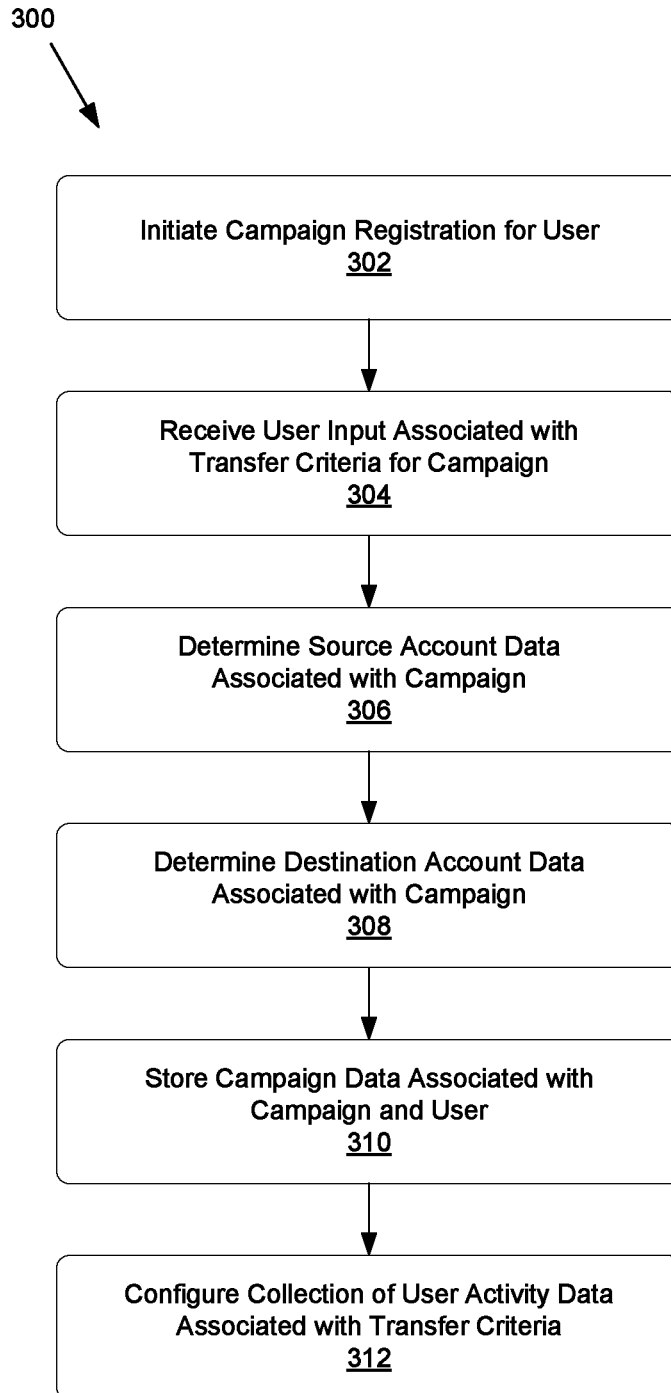 300
Initiate Campaign Registration for User
302
Receive User Input Associated with
Transfer Criteria for Campaign
304
Determine Source Account Data
Associated with Campaign
306
Determine Destination Account Data
Associated with Campaign
308
Store Campaign Data Associated with
Campaign and User
310
Configure Collection of User Activity Data
Associated with Transfer Criteria
312